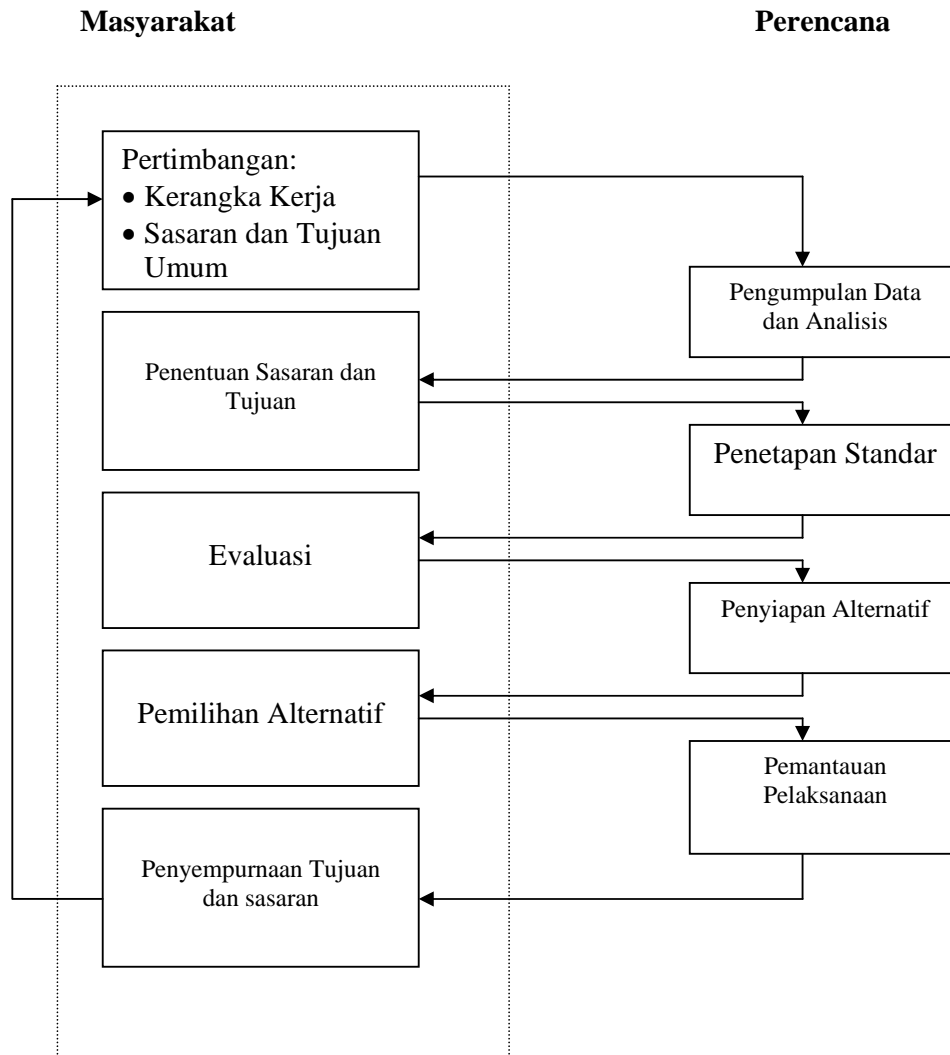 Masyarakat
Perencana
Pertimbangan:
• Kerangka Kerja
• Sasaran dan Tujuan
Umum
Pengumpulan Data
dan Analisis
Penentuan Sasaran dan
Tujuan
Penetapan Standar
Evaluasi
Penyiapan Alternatif
Pemilihan Alternatif
Pemantauan
Pelaksanaan
Penyempurnaan Tujuan
dan sasaran